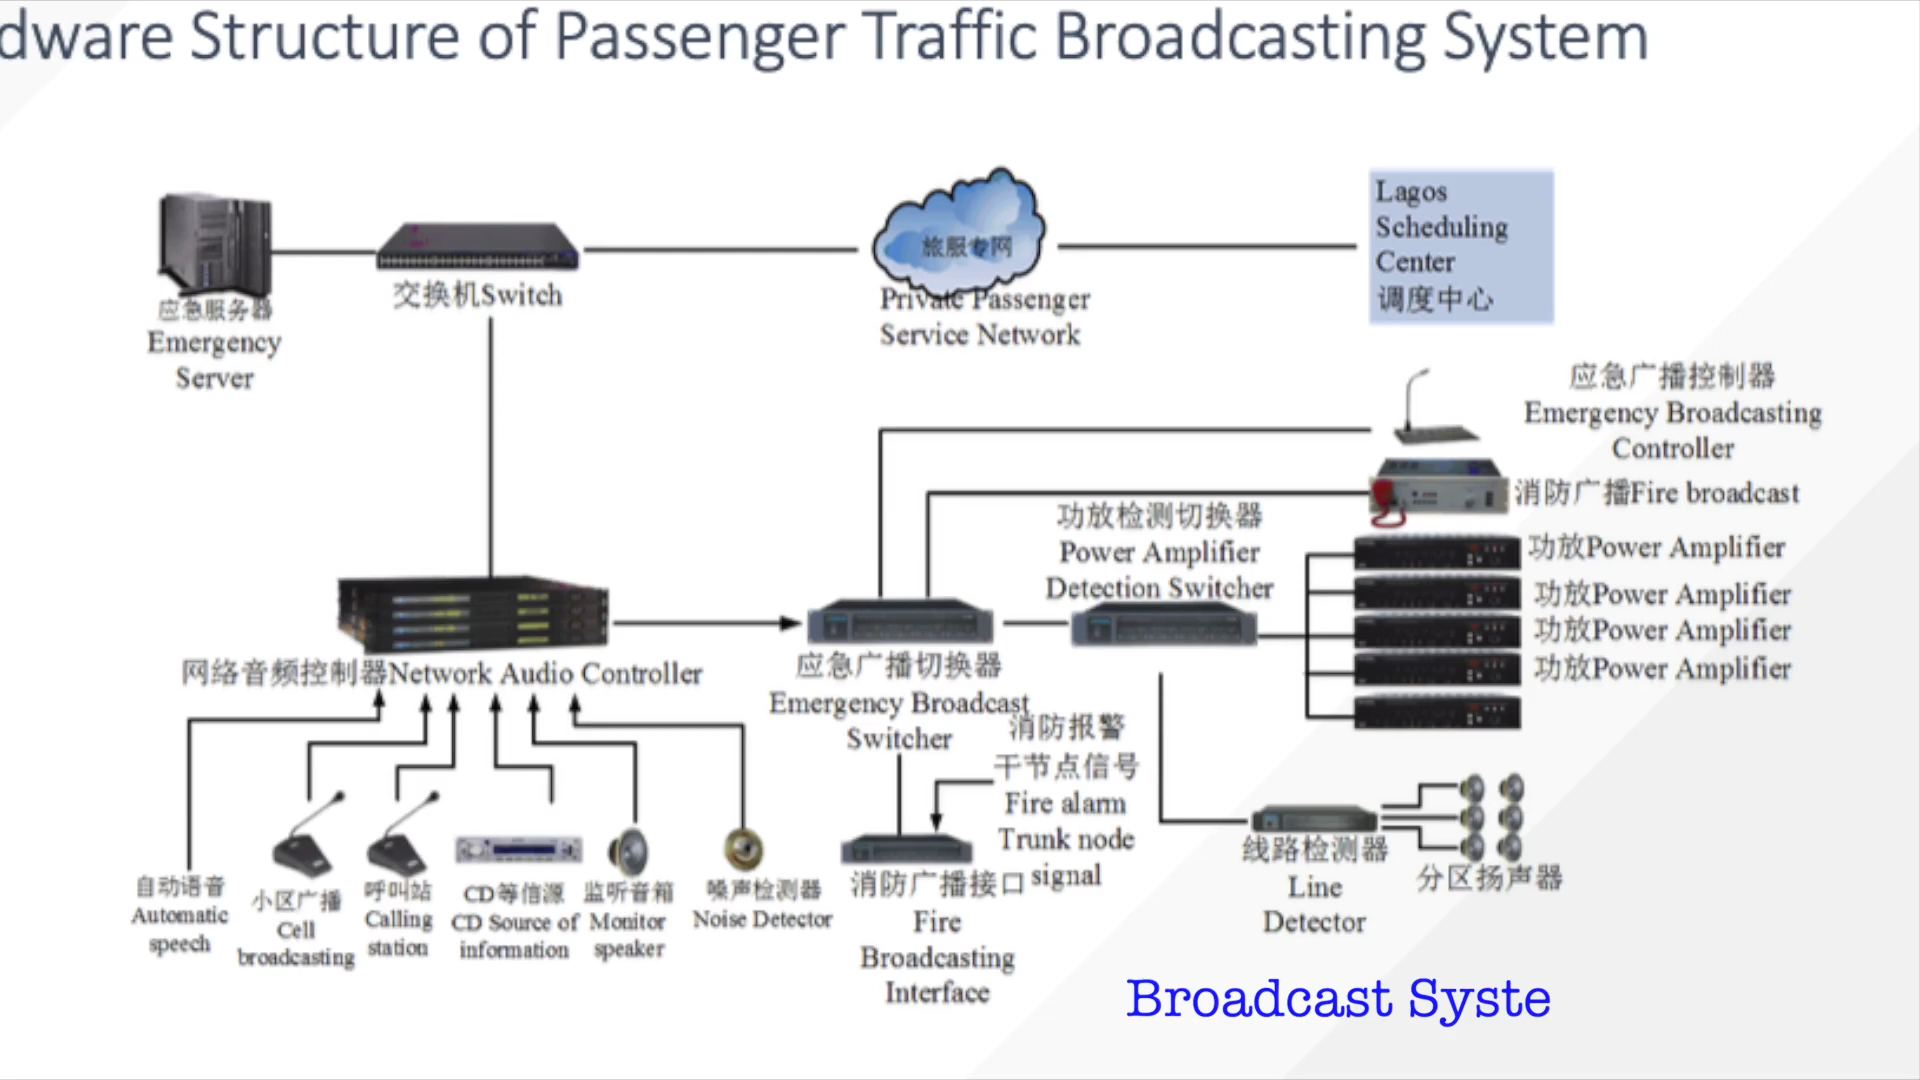 dware Structure of Passenger Traffic Broadcasting System
旅服专网
Lagos
Scheduling
Center
调度中心
应急服务器
Emergency
Server
交换机Switch
Private Passenger
Service Network
应急广播控制器
Emergency Broadcasting
Controller
消防广播Fire broadcast
功放检测切换器
Power Amplifier
Detection Switcher
功放Power Amplifier
功放Power Amplifier
功放Power Amplifier
功放Power Amplifier
网络音频控制器Network Audio Controller
应急广播切换器
Emergency Broadcast
Switcher
消防报警
干节点信号
Fire alarm
Trunk node
signal
自动语音
Automatic
speech
小区广播
Cell
broadcasting
呼叫站
Calling
station
CD等信源
CD Source of
information
监听音箱
Monitor
speaker
噪声检测器
Noise Detector
消防广播接口
Fire
Broadcasting
Interface
线路检测器
Line
Detector
分区扬声器
Broadcast Syste